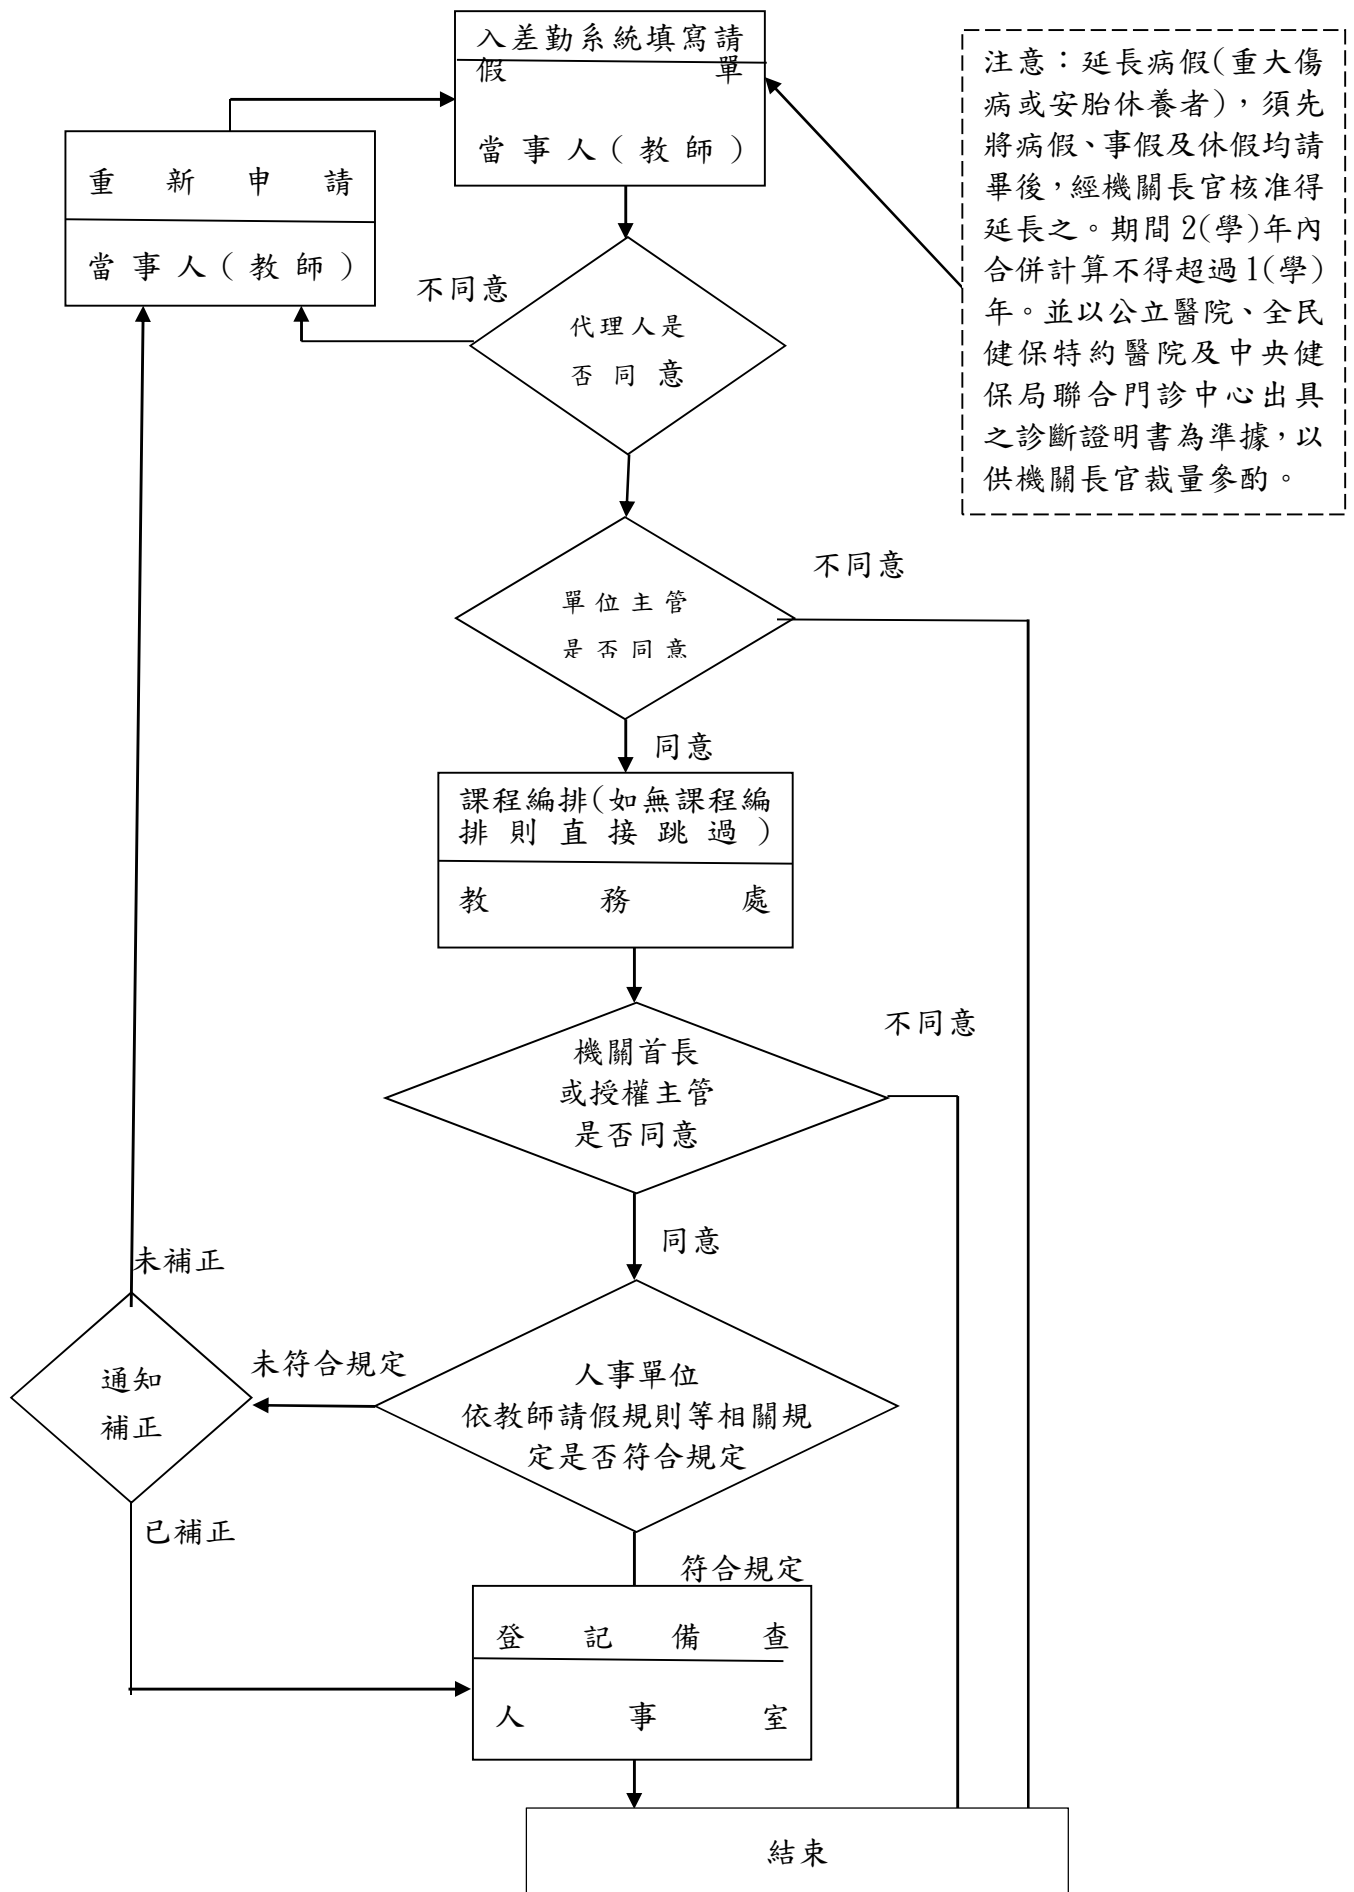 入差勤系統填寫請
假單
當事人(教師)
注意：延長病假(重大傷
病或安胎休養者)，須先
將病假、事假及休假均請
畢後，經機關長官核准得
延長之。期間2(學)年內
合併計算不得超過1(學)
年。並以公立醫院、全民
健保特約醫院及中央健
保局聯合門診中心出具
之診斷證明書為準據，以
供機關長官裁量參酌。
重新申請
當事人(教師)
不同意
代理人是
否同意
不同意
單位主管
是否同意
同意
課程編排(如無課程編
排則直接跳過)
教務處
不同意
機關首長
或授權主管
是否同意
同意
未補正
通知
補正
未符合規定
人事單位
依教師請假規則等相關規
定是否符合規定
已補正
符合規定
登記備查
人事室
結束